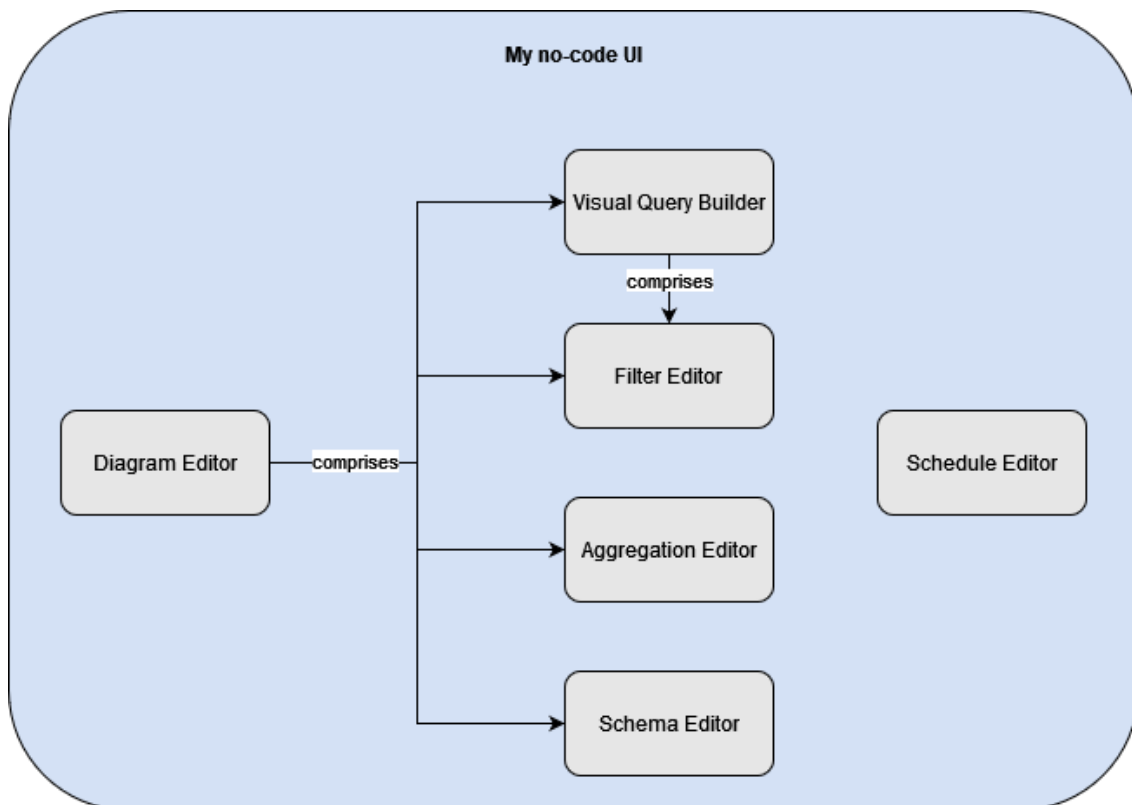 My no-code UI
Visual Query Builder
comprises
Filter Editor
Diagram Editor
comprises
Schedule Editor
Aggregation Editor
Schema Editor